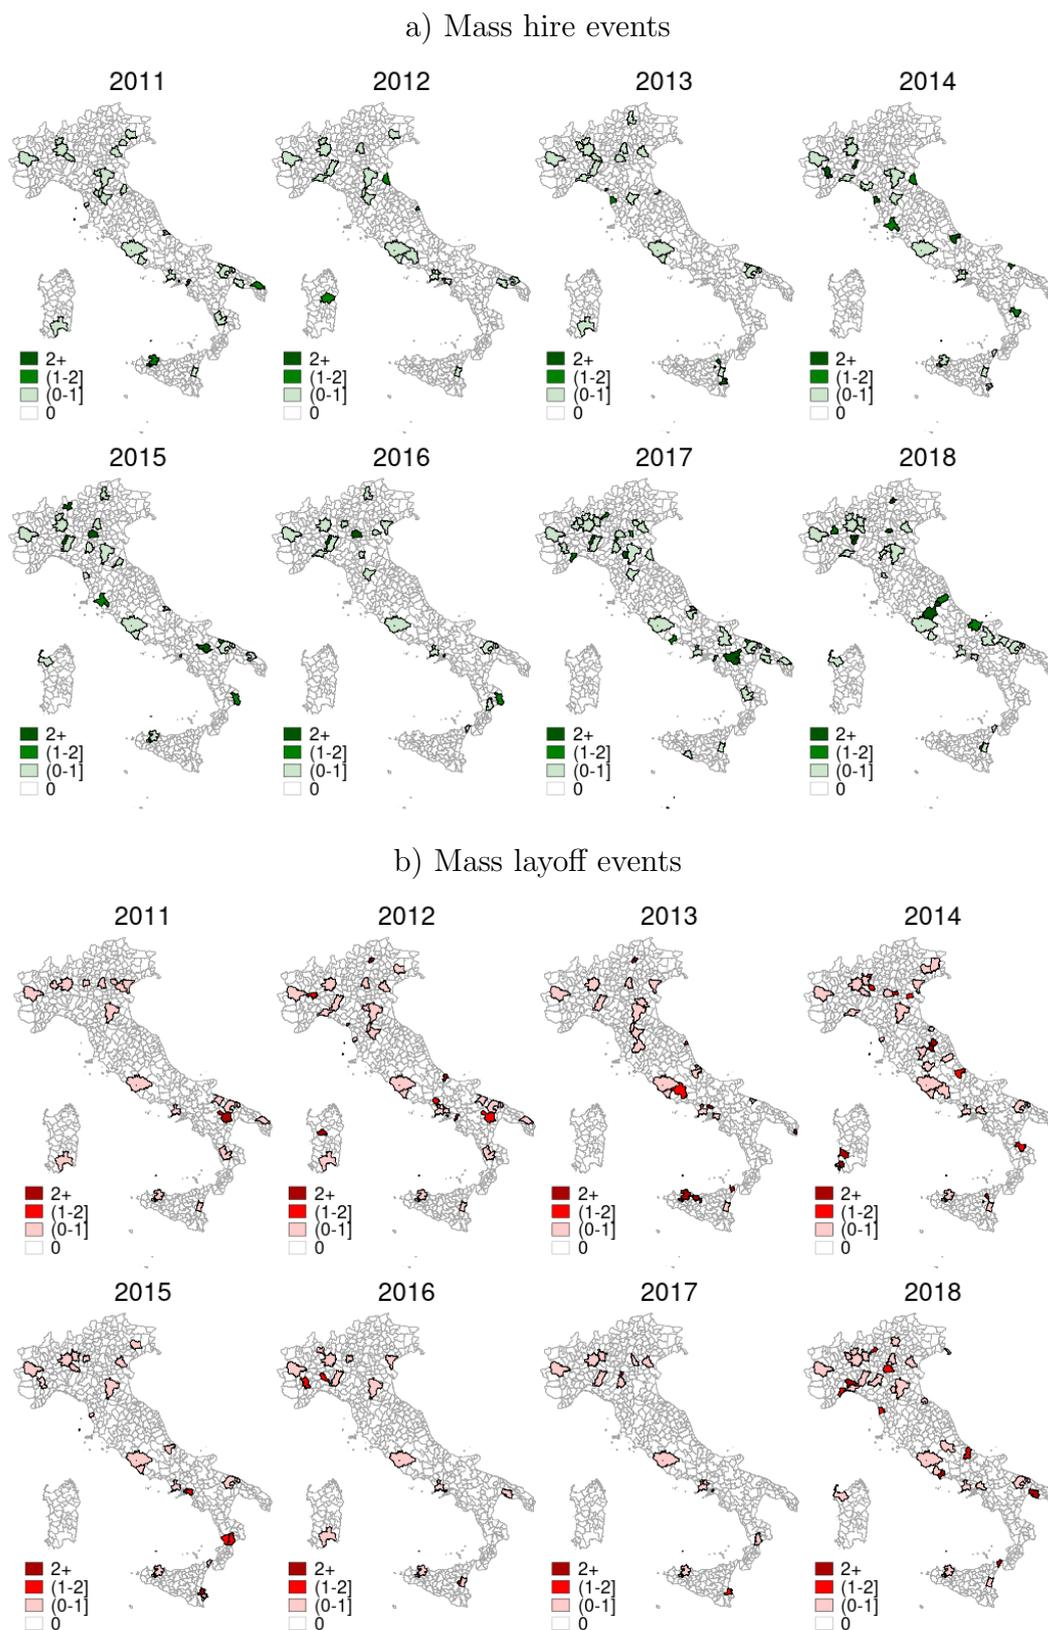 a) Mass hire events
2011 2012 2013 2014
2+ 2+ 2+ 2+
(1-2] (1-2] (1-2] (1-2]
(0-1] (0-1] (0-1] (0-1]
0 0 0 0
2015 2016 2017 2018
2+ 2+ 2+ 2+
(1-2] (1-2] (1-2] (1-2]
(0-1] (0-1] (0-1] (0-1]
0 0 0 0
b) Mass layoff events
2011 2012 2013 2014
2+ 2+ 2+ 2+
(1-2] (1-2] (1-2] (1-2]
(0-1] (0-1] (0-1] (0-1]
0 0 0 0
2015 2016 2017 2018
2+ 2+ 2+ 2+
(1-2] (1-2] (1-2] (1-2]
(0-1] (0-1] (0-1] (0-1]
0 0 0 0